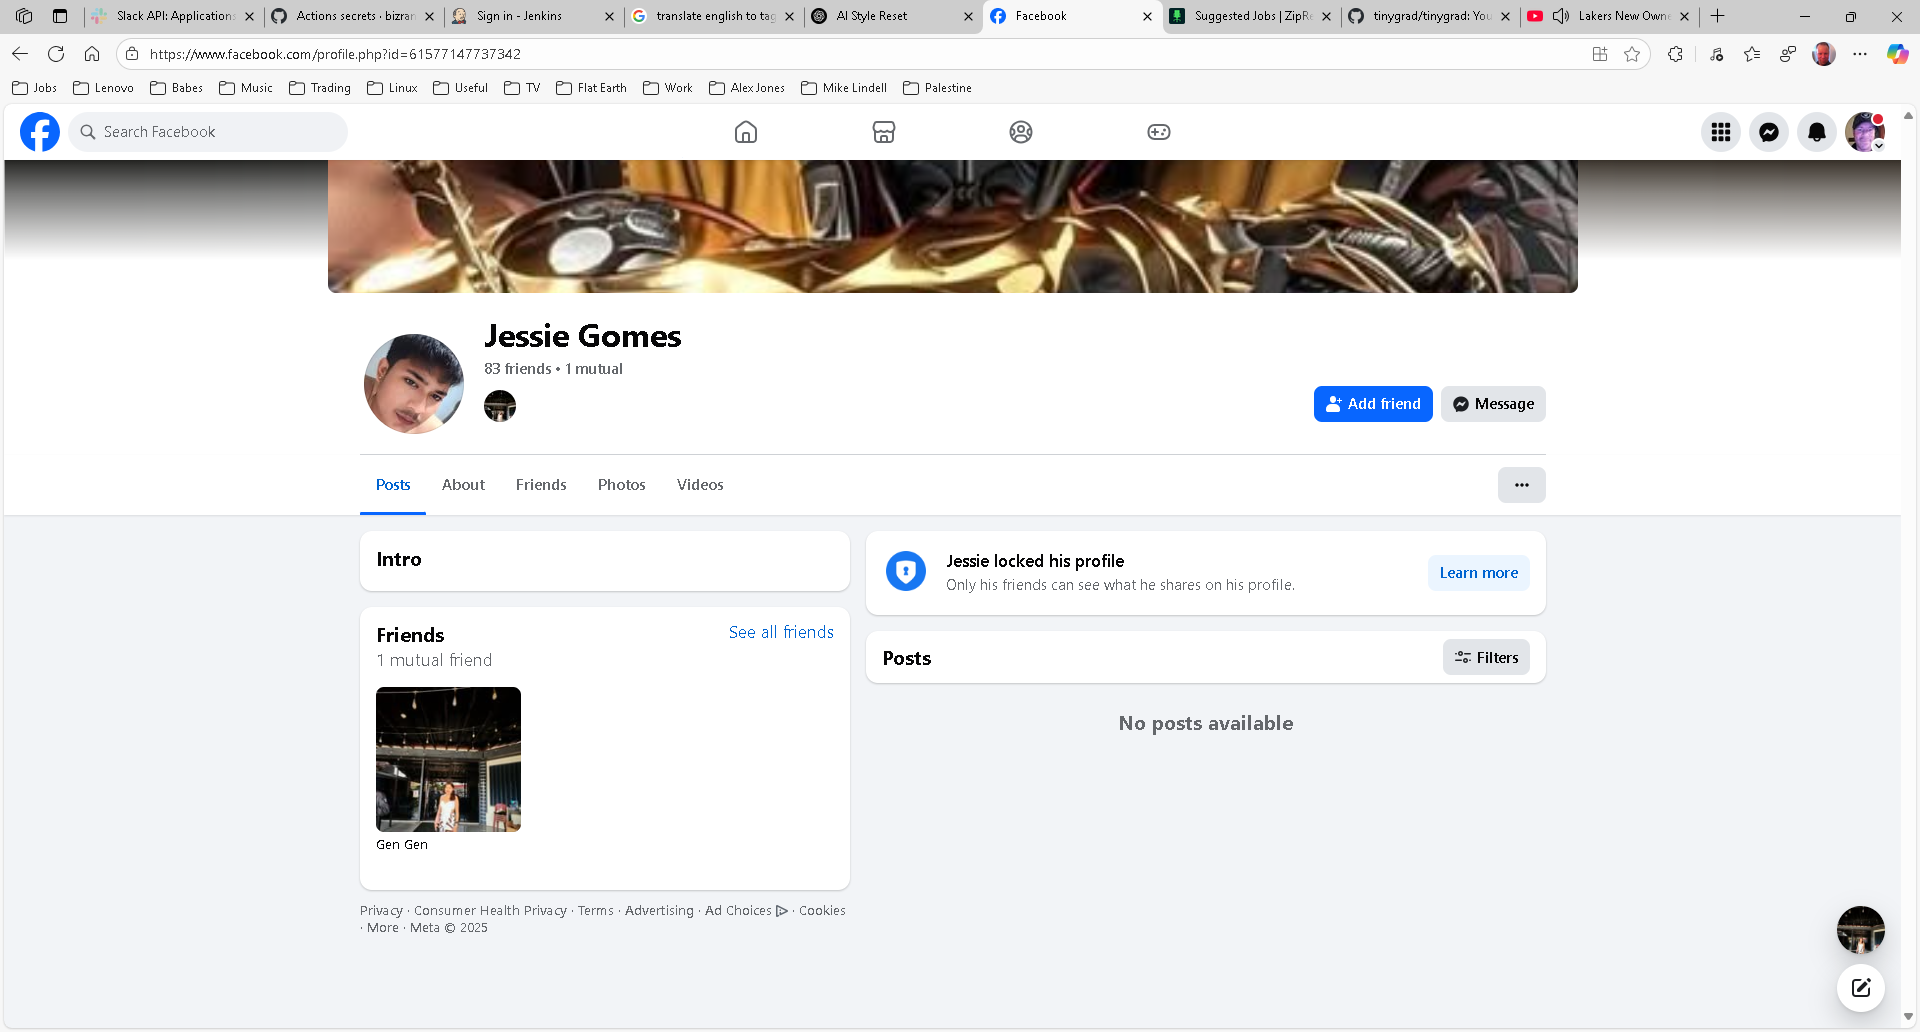 Slack API: Applications
Actions secrets · bizran
Sign in - Jenkins
translate english to tag
AI Style Reset
Facebook
Suggested Jobs | ZipRe
tinygrad/tinygrad: You
Lakers New Owne
https://www.facebook.com/profile.php?id=61577147737342
Jobs
Lenovo
Babes
Music
Trading
Linux
Useful
TV
Flat Earth
Work
Alex Jones
Mike Lindell
Palestine
Search Facebook
Jessie Gomes
83 friends • 1 mutual
Add friend
Message
Posts
About
Friends
Photos
Videos
Intro
Jessie locked his profile
Only his friends can see what he shares on his profile.
Learn more
Friends
See all friends
1 mutual friend
Gen Gen
Posts
Filters
No posts available
Privacy · Consumer Health Privacy · Terms · Advertising · Ad Choices · Cookies
· More · Meta © 2025